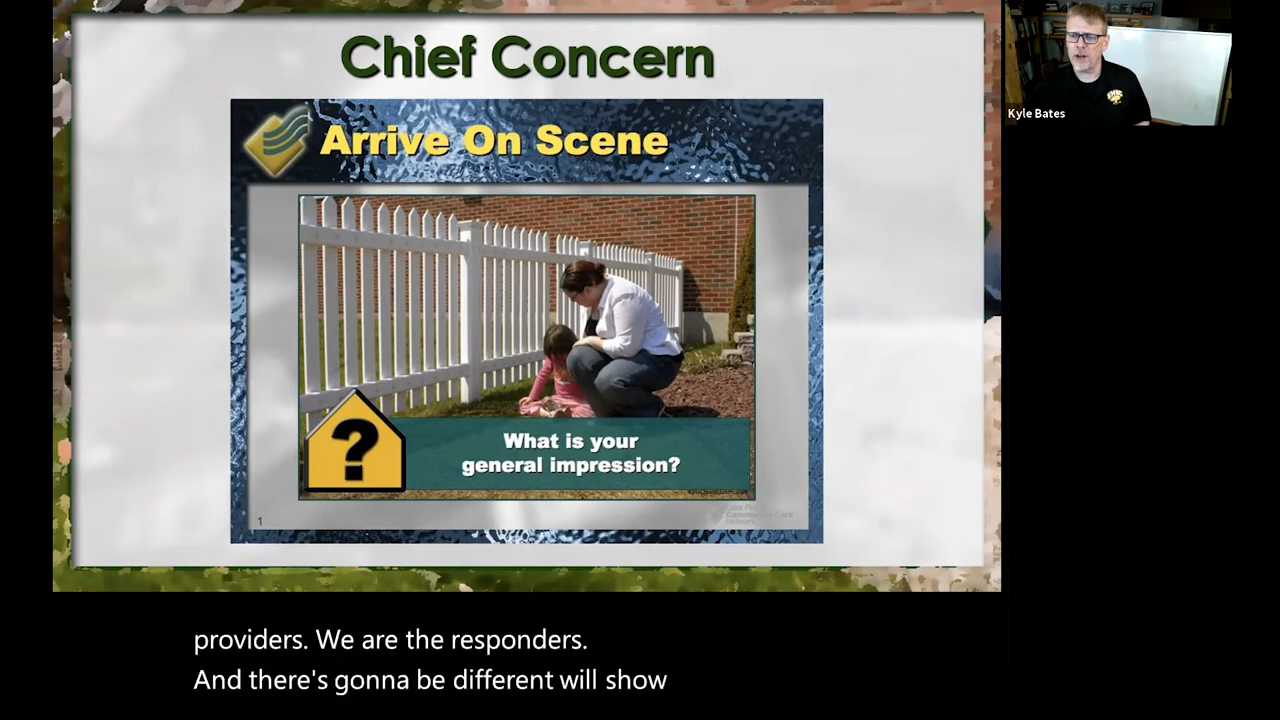 Chief Concern
Arrive On Scene
What is your
general impression?
?
1
Kyle Bates
providers. We are the responders.
And there's gonna be different will show